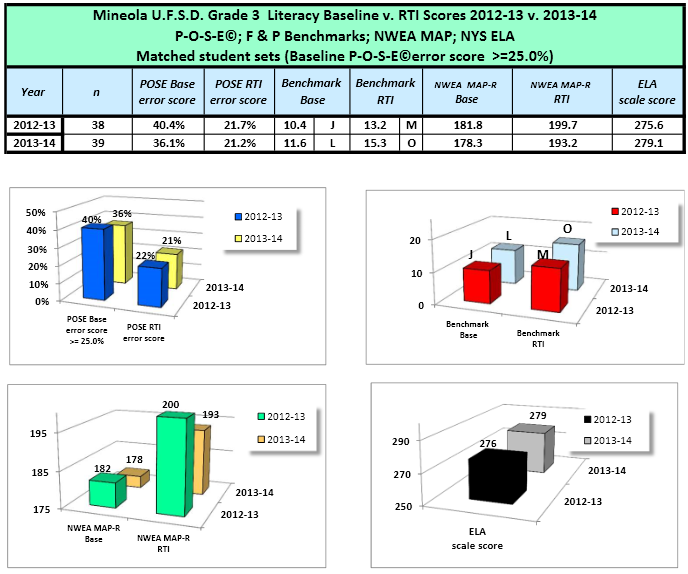 Mineola U.F.S.D. Grade 3 Literacy Baseline v. RTI Scores 2012-13 v. 2013-14
P-O-S-E©; F & P Benchmarks; NWEA MAP; NYS ELA
Matched student sets (Baseline P-O-S-E©error score >=25.0%)
Year n POSE Base error score POSE RTI error score Benchmark Base Benchmark RTI NWEA MAP-R Base NWEA MAP-R RTI ELA scale score
2012-13 38 40.4% 21.7% 10.4 J 13.2 M 181.8 199.7 275.6
2013-14 39 36.1% 21.2% 11.6 L 15.3 O 178.3 193.2 279.1
50%
40%
30%
20%
10%
0%
40%
36%
22%
21%
2012-13
2013-14
2013-14
2012-13
POSE Base
error score
>= 25.0%
POSE RTI
error score
20
10
0
J
L
M
O
2012-13
2013-14
2013-14
2012-13
Benchmark
Base
Benchmark
RTI
195
185
175
182
178
200
193
2012-13
2013-14
2013-14
2012-13
NWEA MAP-R
Base
NWEA MAP-R
RTI
290
270
250
276
279
2012-13
2013-14
2013-14
2012-13
ELA
scale score